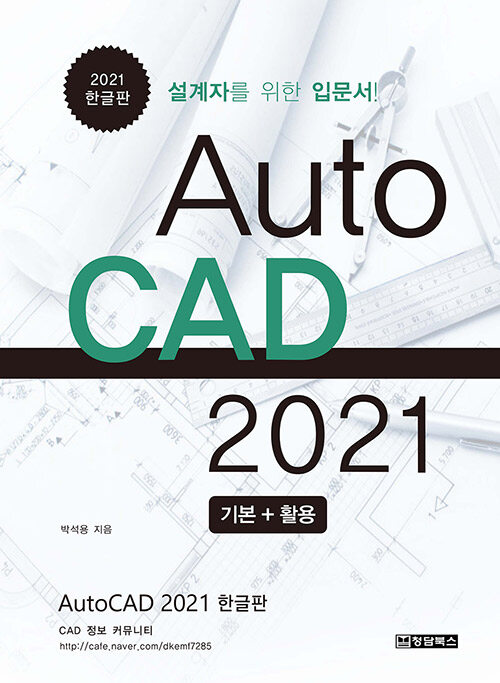 2021
한글판
설계자를 위한 입문서!
Auto
CAD
2021
기본 + 활용
박석용 지음
AutoCAD 2021 한글판
CAD 정보 커뮤니티
http://cafe.naver.com/dkemf7285
청담북스